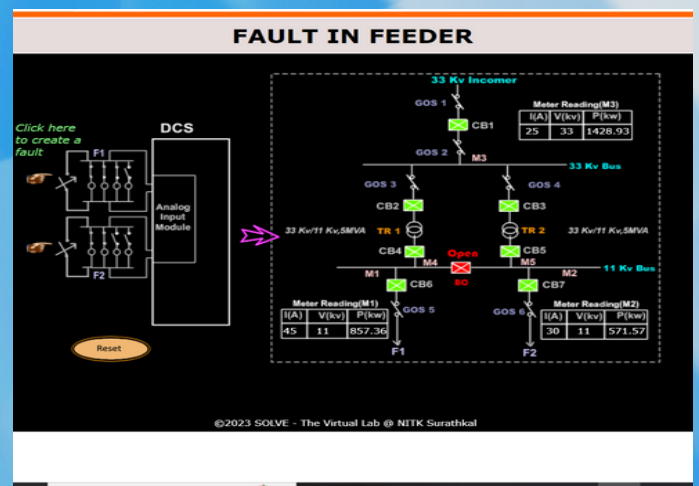 FAULT IN FEEDER
Click here
to create a
fault
DCS
F1
Analog
Input
Module
F2
Reset
33 Kv Incomer
GOS 1
CB1
GOS 2
M3
Meter Reading(M3)
I(A) V(kv) P(kw)
25 33 1428.93
33 Kv Bus
GOS 3
GOS 4
CB2
CB3
33 Kv/11 Kv,5MVA
TR 1
TR 2
33 Kv/11 Kv,5MVA
CB4
Open
CB5
M4
M5
11 Kv Bus
M1
BC
M2
CB6
CB7
Meter Reading(M1)
I(A) V(kv) P(kw)
45 11 857.36
GOS 5
GOS 6
Meter Reading(M2)
I(A) V(kv) P(kw)
30 11 571.57
F1
F2
©2023 SOLVE - The Virtual Lab @ NITK Surathkal